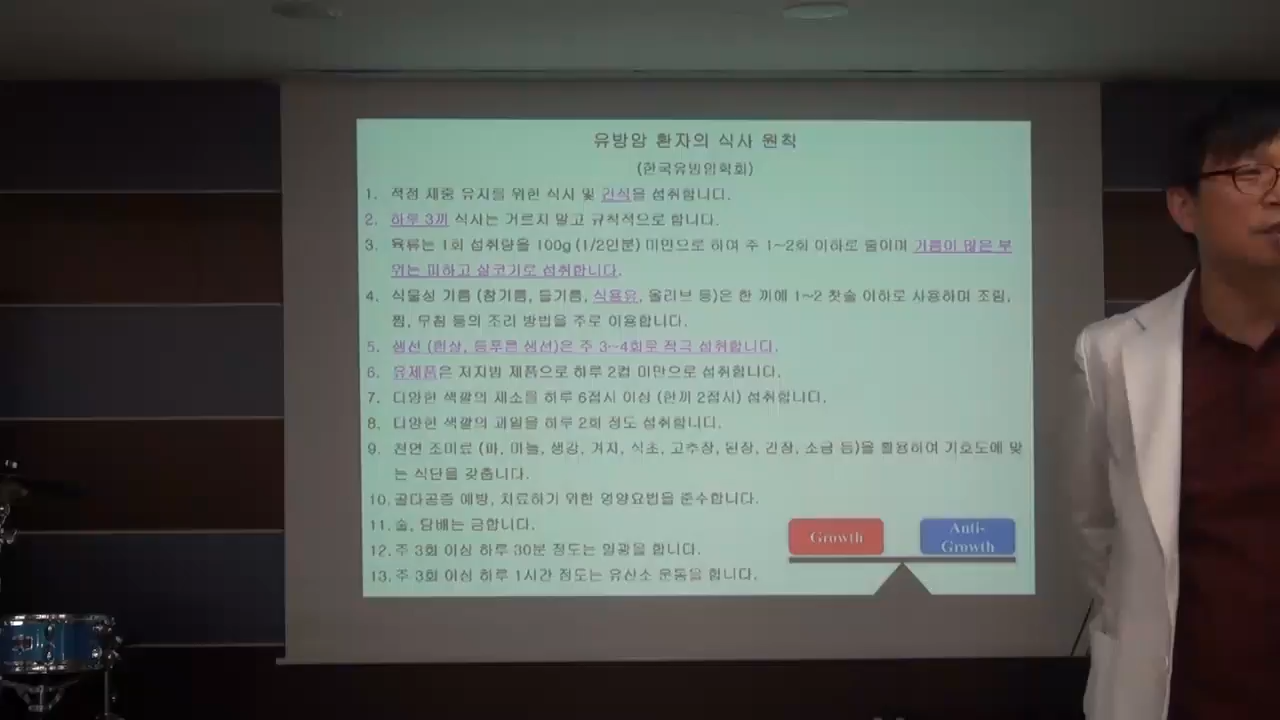 유방암 환자의 식사 원칙
(한국유방암학회)
1. 적정 체중 유지를 위한 식사 및 간식을 섭취합니다.
2. 하루 3끼 식사는 거르지 말고 규칙적으로 합니다.
3. 육류는 1회 섭취량을 100g (1/2인분) 미만으로 하여 주 1~2회 이하로 줄이며 기름이 많은 부
위는 피하고 살코기로 섭취합니다.
4. 식물성 기름 (참기름, 들기름, 식용유, 올리브 등)은 한 끼에 1~2 찻술 이하로 사용하며 조림,
찜, 무침 등의 조리 방법을 주로 이용합니다.
5. 생선 (흰살, 등푸른 생선)은 주 3~4회로 적극 섭취합니다.
6. 유제품은 저지방 제품으로 하루 2컵 미만으로 섭취합니다.
7. 다양한 색깔의 채소를 하루 6접시 이상 (한끼 2접시) 섭취합니다.
8. 다양한 색깔의 과일을 하루 2회 정도 섭취합니다.
9. 천연 조미료 (파, 마늘, 생강, 겨자, 식초, 고추장, 된장, 간장, 소금 등)을 활용하여 기호도에 맞
는 식단을 갖춥니다.
10. 골다공증 예방, 치료하기 위한 영양요법을 준수합니다.
11. 술, 담배는 금합니다.
12. 주 3회 이상 하루 30분 정도는 일광을 합니다.
13. 주 3회 이상 하루 1시간 정도는 유산소 운동을 합니다.
Growth
Anti-
Growth